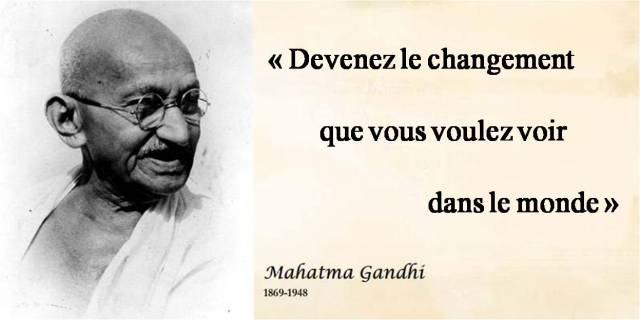 « Devenez le changement
que vous voulez voir
dans le monde »
Mahatma Gandhi
1869-1948